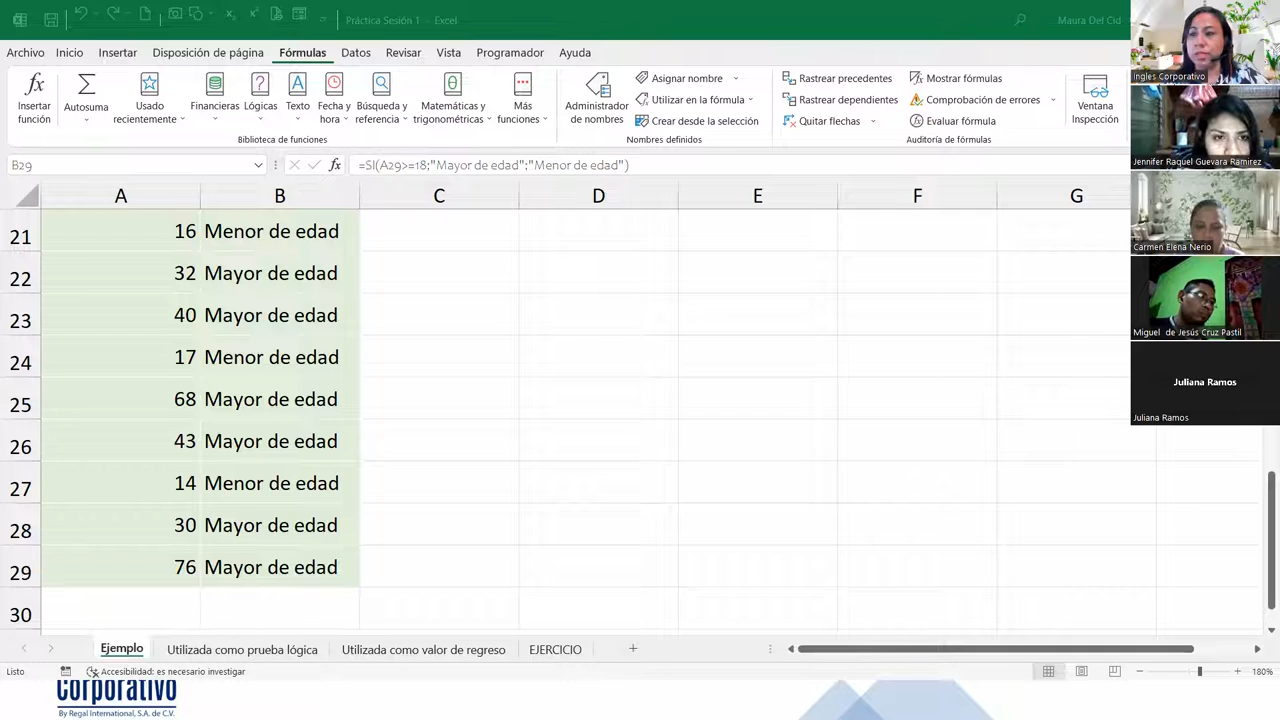 Práctica Sesión 1 - Excel
Maura Del Cid
Archivo Inicio Insertar Disposición de página Fórmulas Datos Revisar Vista Programador Ayuda
Insertar función
Autosuma
Usado recientemente
Financieras
Lógicas
Texto
Fecha y hora
Búsqueda y referencia
Matemáticas y trigonométricas
Más funciones
Biblioteca de funciones
Administrador de nombres
Asignar nombre
Utilizar en la fórmula
Crear desde la selección
Nombres definidos
Rastrear precedentes
Rastrear dependientes
Quitar flechas
Mostrar fórmulas
Comprobación de errores
Evaluar fórmula
Auditoría de fórmulas
Ventana Inspección
B29 fx =SI(A29>=18;"Mayor de edad";"Menor de edad")
A B C D E F G
21 16 Menor de edad
22 32 Mayor de edad
23 40 Mayor de edad
24 17 Menor de edad
25 68 Mayor de edad
26 43 Mayor de edad
27 14 Menor de edad
28 30 Mayor de edad
29 76 Mayor de edad
30
Ejemplo Utilizada como prueba lógica Utilizada como valor de regreso EJERCICIO
Listo Accesibilidad: es necesario investigar 180%
Corporativo
By Regal International, S.A. de C.V.
Ingles Corporativo
Jennifer Raquel Guevara Ramirez
Carmen Elena Nerio
Miguel de Jesús Cruz Pastil
Juliana Ramos
Juliana Ramos